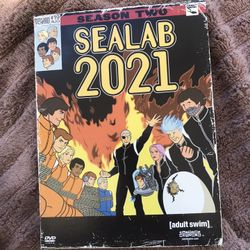 SEASON TWO
SEALAB
2021
[adult swim]
DVD